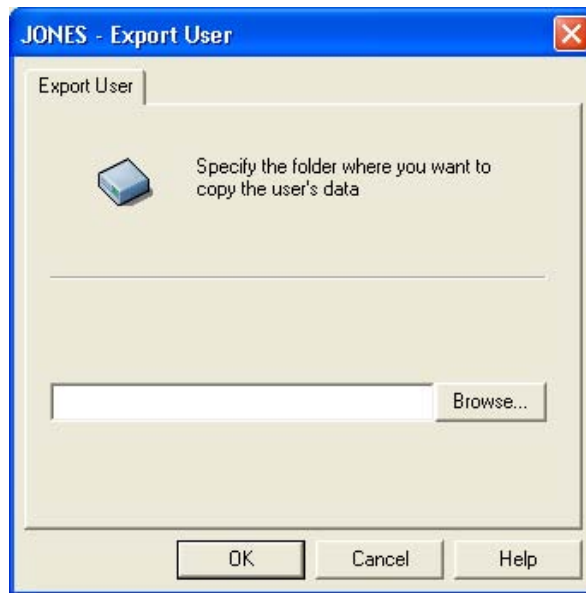 JONES - Export User
Export User
Specify the folder where you want to
copy the user's data
Browse...
OK
Cancel
Help